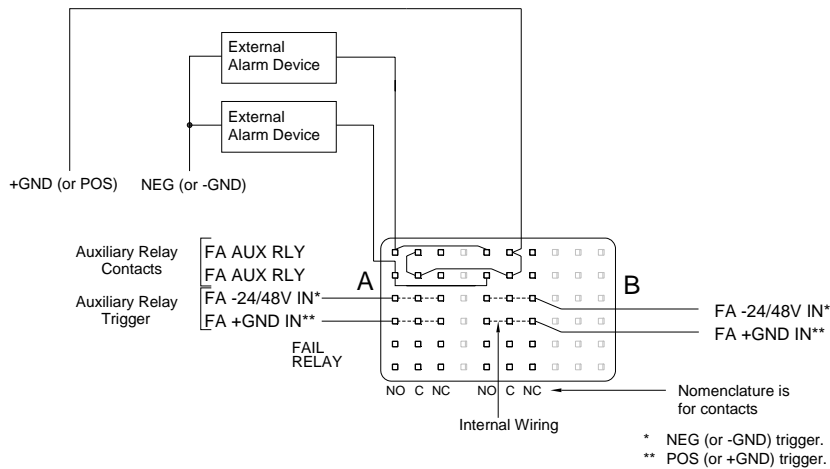 External
Alarm Device
External
Alarm Device
+GND (or POS)
NEG (or -GND)
Auxiliary Relay
Contacts
FA AUX RLY
FA AUX RLY
A
B
Auxiliary Relay
Trigger
FA -24/48V IN*
FA +GND IN**
FA -24/48V IN*
FA +GND IN**
FAIL
RELAY
NO C NC NO C NC
Nomenclature is
for contacts
Internal Wiring
* NEG (or -GND) trigger.
** POS (or +GND) trigger.